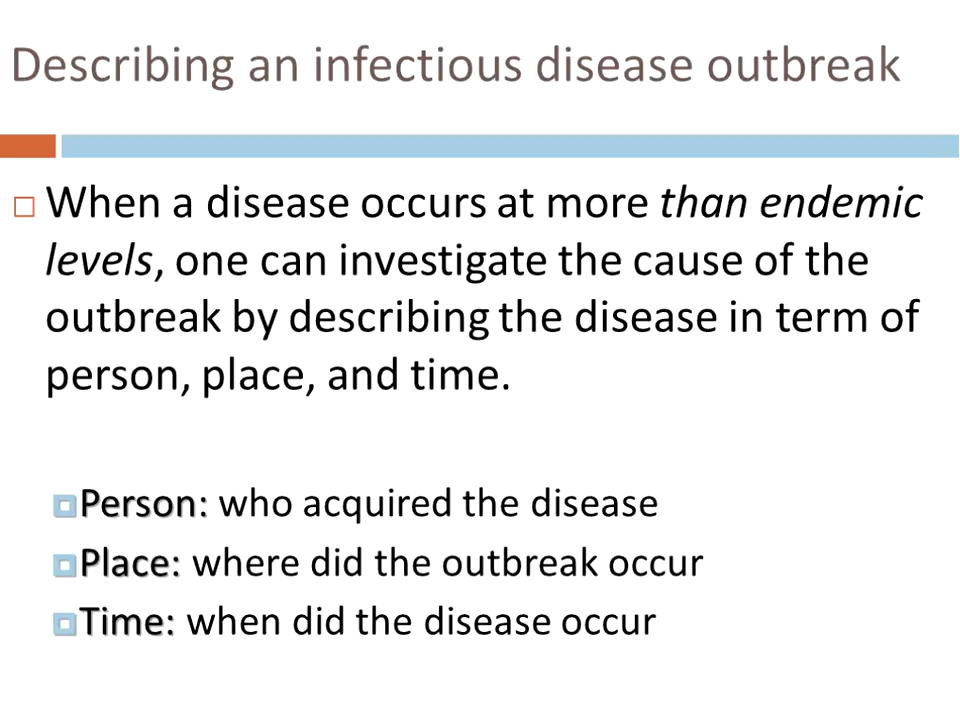 Describing an infectious disease outbreak
When a disease occurs at more than endemic
levels, one can investigate the cause of the
outbreak by describing the disease in term of
person, place, and time.
Person: who acquired the disease
Place: where did the outbreak occur
Time: when did the disease occur